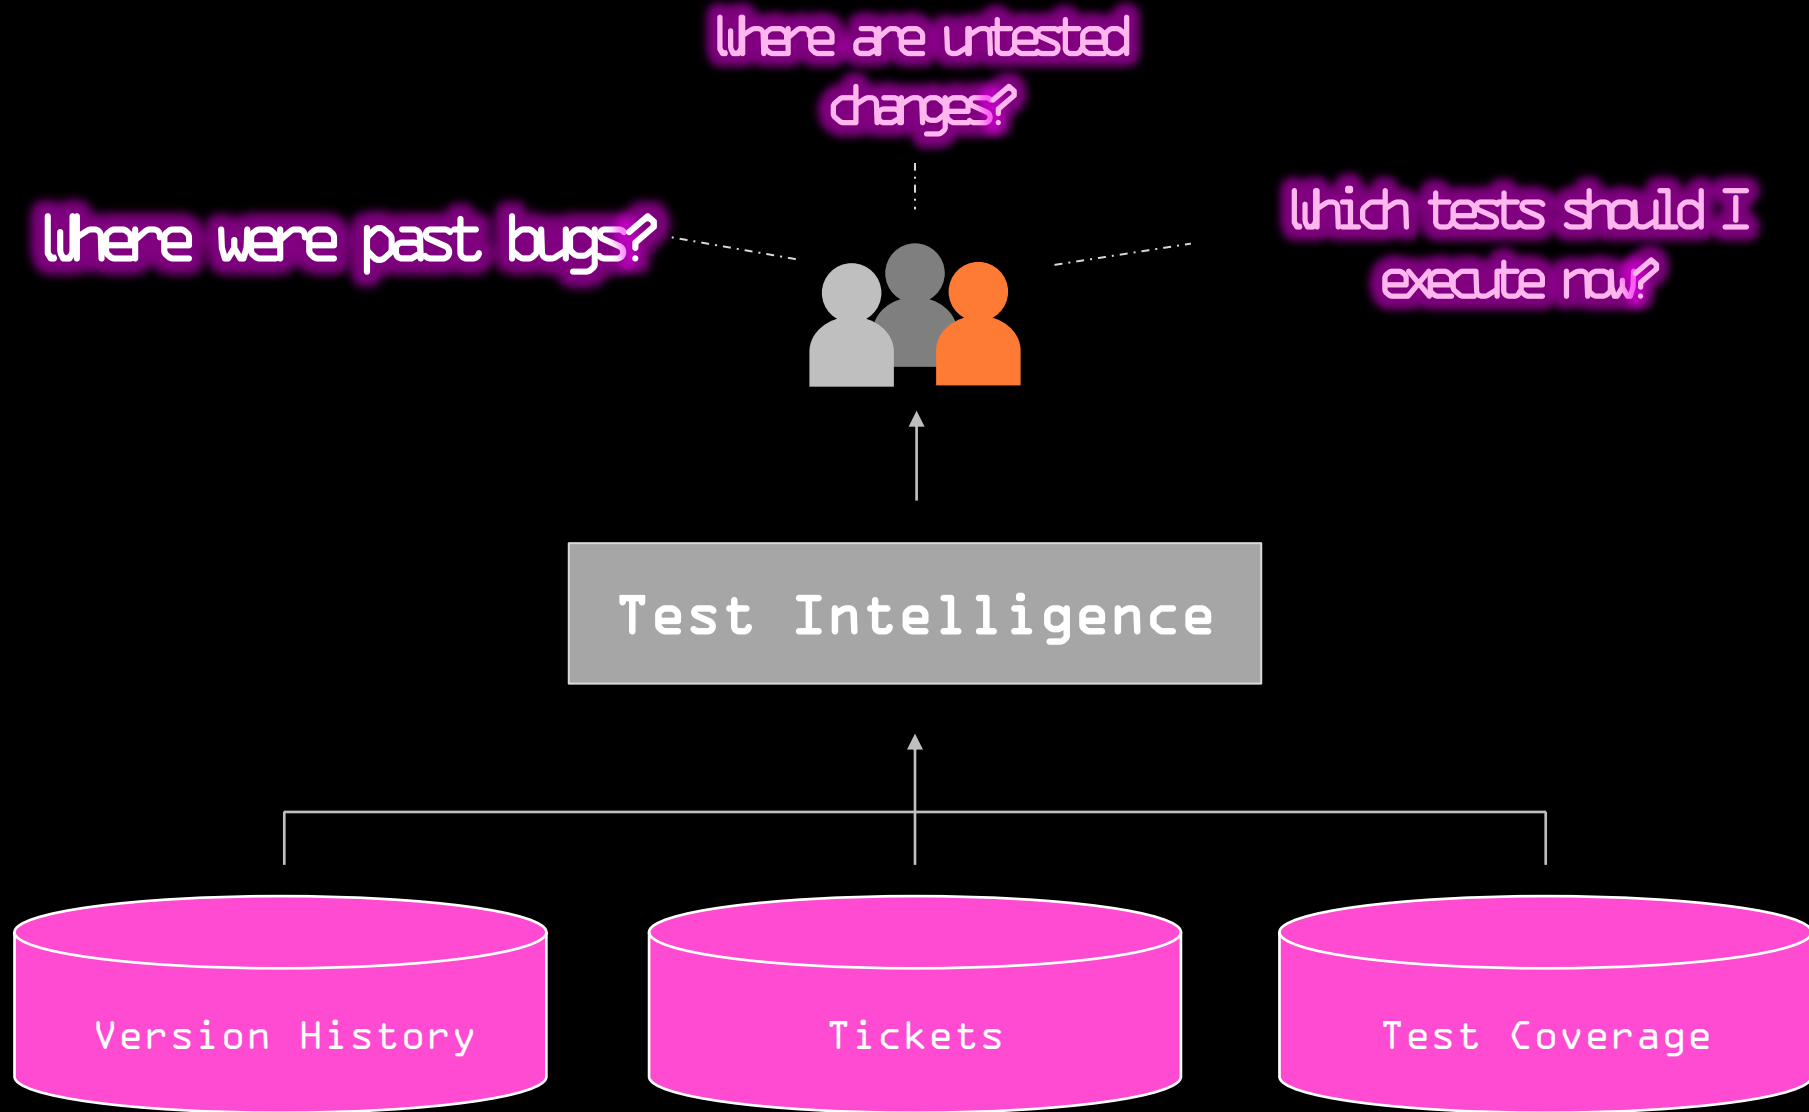 Where are untested
changes?
Where were past bugs?
Which tests should I
execute now?
Test Intelligence
Version History
Tickets
Test Coverage